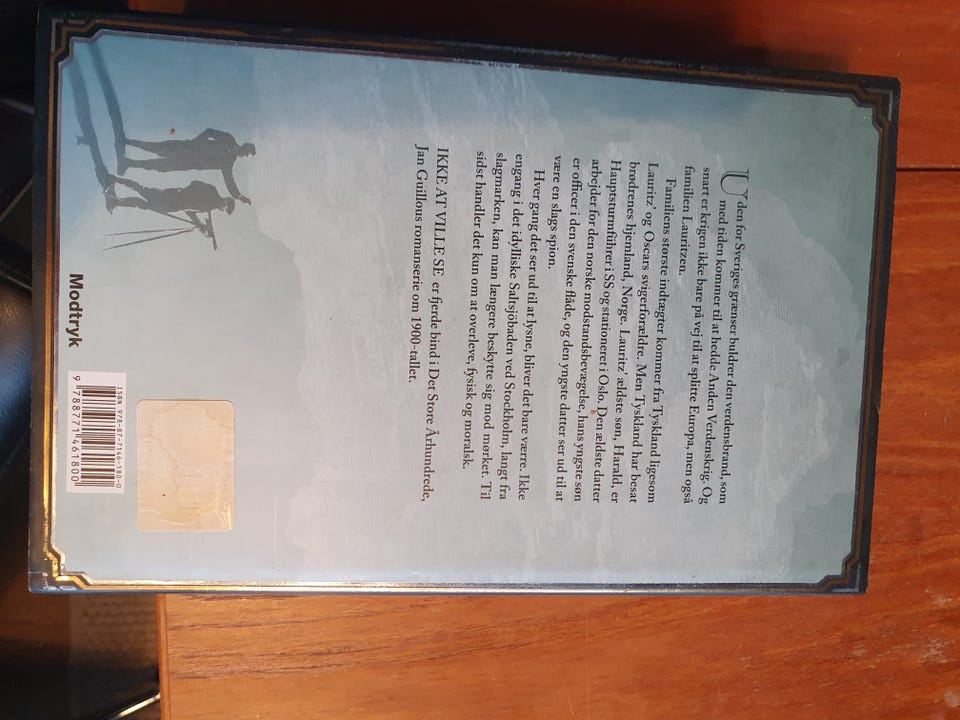 Uden for Sveriges grænser buldrer den verdensbrand, som
med tiden kommer til at hedde Anden Verdenskrig. Og
snart er krigen ikke bare på vej til at splitte Europa, men også
familien Lauritzen.
Familiens største indtægter kommer fra Tyskland ligesom
Lauritz' og Oscars svigerforældre. Men Tyskland har besat
brødrenes hjemland, Norge. Lauritz' ældste søn, Harald, er
Hauptsturmführer i SS og stationeret i Oslo. Den ældste datter
arbejder for den norske modstandsbevægelse, hans yngste søn
er officer i den svenske flåde, og den yngste datter ser ud til at
være en slags spion.
Hver gang det ser ud til at lysne, bliver det bare værre. Ikke
engang i det idylliske Saltsjöbaden ved Stockholm, langt fra
slagmarken, kan man længere beskytte sig mod mørket. Til
sidst handler det kun om at overleve, fysisk og moralsk.
IKKE AT VILLE SE er fjerde bind i Det Store Århundrede,
Jan Guillous romanserie om 1900-tallet.
Modtryk
ISBN 978-87-7146-180-0
9 788771 461800